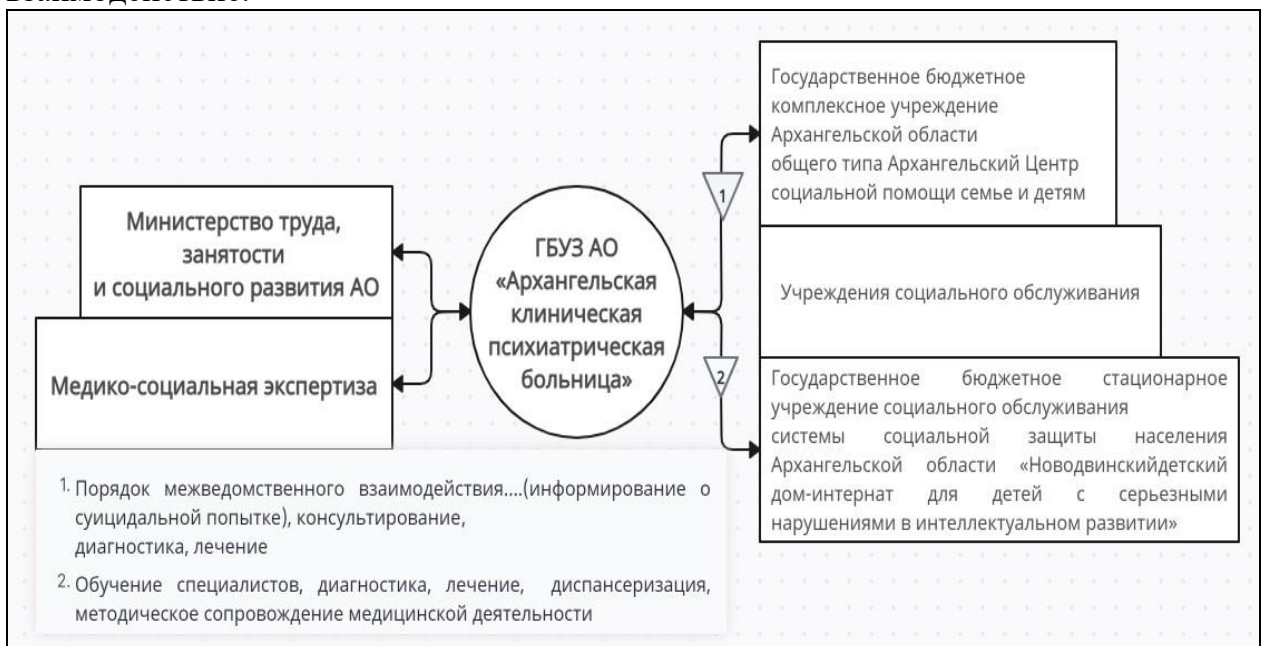 Государственное бюджетное
комплексное учреждение
Архангельской области
общего типа Архангельский Центр
социальной помощи семье и детям
1
Министерство труда,
занятости
и социального развития АО
ГБУЗ АО
«Архангельская
клиническая
психиатрическая
больница»
Учреждения социального обслуживания
Медико-социальная экспертиза
2
Государственное бюджетное стационарное
учреждение социального обслуживания
системы социальной защиты населения
Архангельской области «Новодвинскийдетский
дом-интернат для детей с серьезными
нарушениями в интеллектуальном развитии»
1. Порядок межведомственного взаимодействия....(информирование о
суицидальной попытке), консультирование,
диагностика, лечение
2. Обучение специалистов, диагностика, лечение, диспансеризация,
методическое сопровождение медицинской деятельности